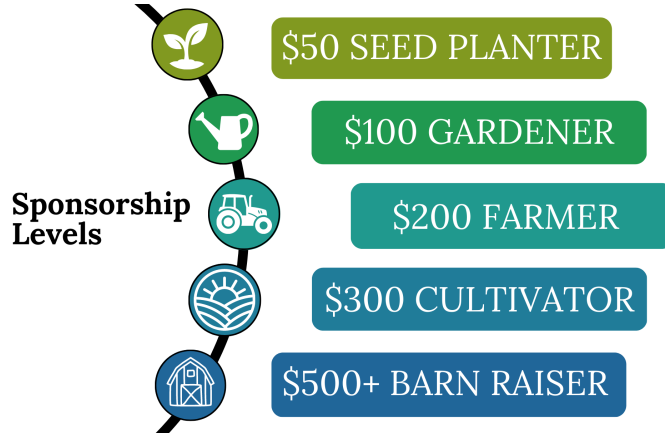 $50 SEED PLANTER
$100 GARDENER
Sponsorship
Levels
$200 FARMER
$300 CULTIVATOR
$500+ BARN RAISER